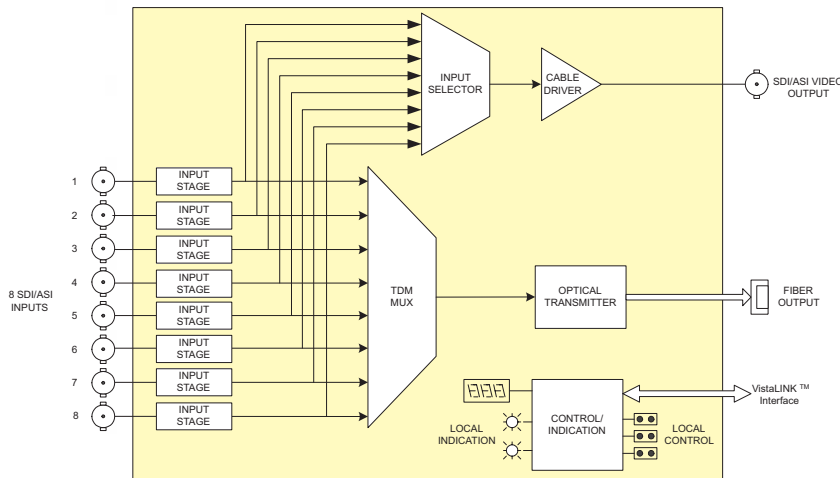 INPUT
SELECTOR
CABLE
DRIVER
SDI/ASI VIDEO
OUTPUT
8 SDI/ASI
INPUTS
1
INPUT
STAGE
2
INPUT
STAGE
3
INPUT
STAGE
4
INPUT
STAGE
5
INPUT
STAGE
6
INPUT
STAGE
7
INPUT
STAGE
8
INPUT
STAGE
TDM
MUX
OPTICAL
TRANSMITTER
FIBER
OUTPUT
LOCAL
INDICATION
CONTROL/
INDICATION
LOCAL
CONTROL
VistaLINK ™
Interface